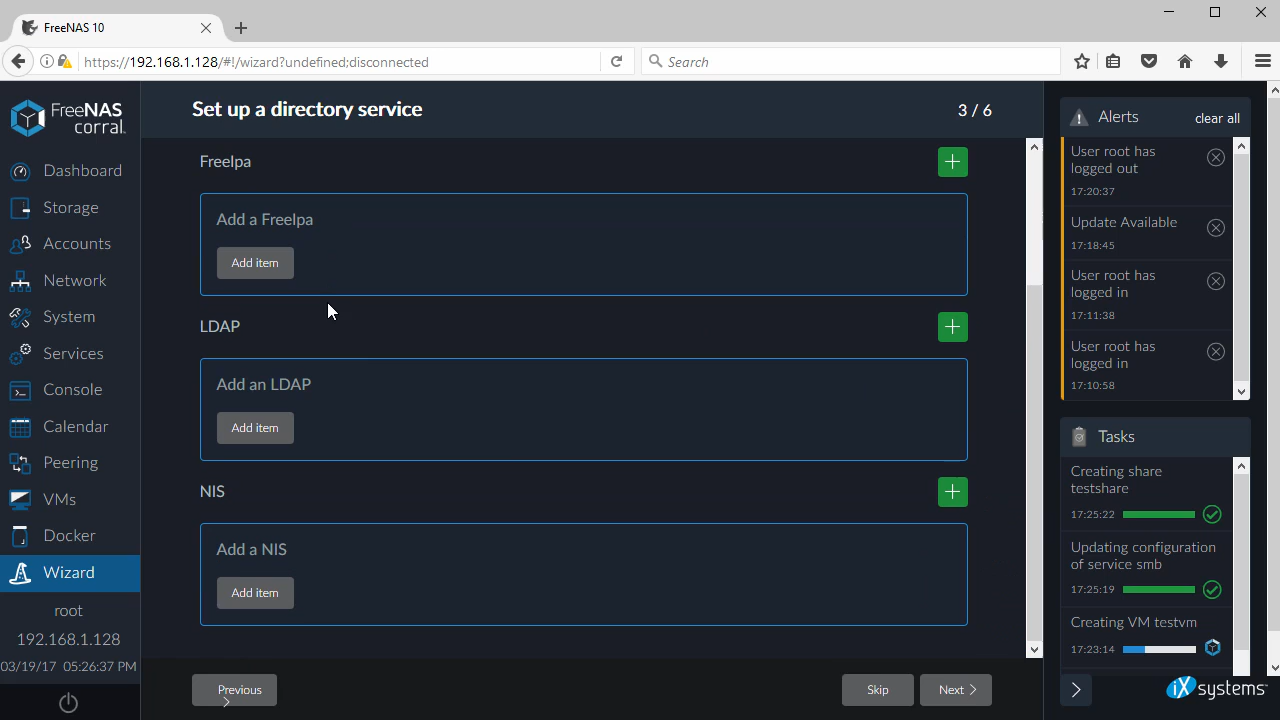 FreeNAS 10
https://192.168.1.128/#!/wizard?undefined;disconnected
Search
FreeNAS
corral
Dashboard
Storage
Accounts
Network
System
Services
Console
Calendar
Peering
VMs
Docker
Wizard
root
192.168.1.128
03/19/17 05:26:37 PM
Set up a directory service
3 / 6
FreeIpa
Add a FreeIpa
Add item
LDAP
Add an LDAP
Add item
NIS
Add a NIS
Add item
Previous
Skip
Next
Alerts
clear all
User root has
logged out
17:20:37
Update Available
17:18:45
User root has
logged in
17:11:38
User root has
logged in
17:10:58
Tasks
Creating share
testshare
17:25:22
Updating configuration
of service smb
17:25:19
Creating VM testvm
17:23:14
iXsystems